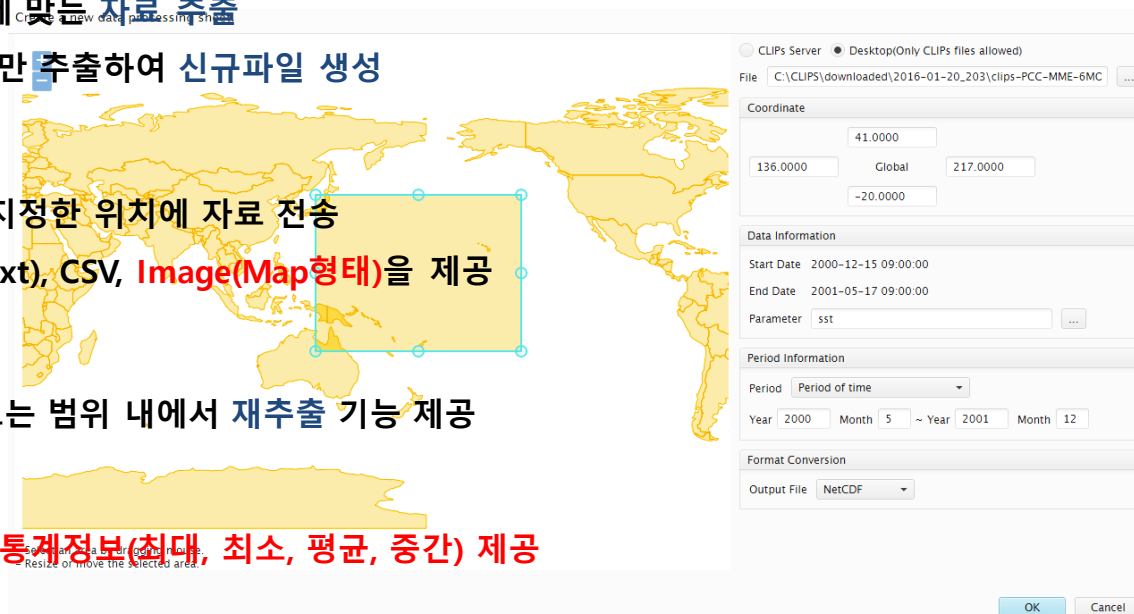 에 맞는 자료 추출
Create a new data processing sheet
만 추출하여 신규파일 생성
지정한 위치에 자료 전송
xt), CSV, Image(Map형태)을 제공
는 범위 내에서 재추출 기능 제공
통계정보(최대, 최소, 평균, 중간) 제공
– Select an area by dragging mouse.
– Resize or move the selected area.
CLIPs Server Desktop(Only CLIPs files allowed)
File C:\CLIPS\downloaded\2016-01-20_203\clips-PCC-MME-6MC ...
Coordinate
41.0000
136.0000 Global 217.0000
-20.0000
Data Information
Start Date 2000-12-15 09:00:00
End Date 2001-05-17 09:00:00
Parameter sst ...
Period Information
Period Period of time
Year 2000 Month 5 ~ Year 2001 Month 12
Format Conversion
Output File NetCDF
OK Cancel